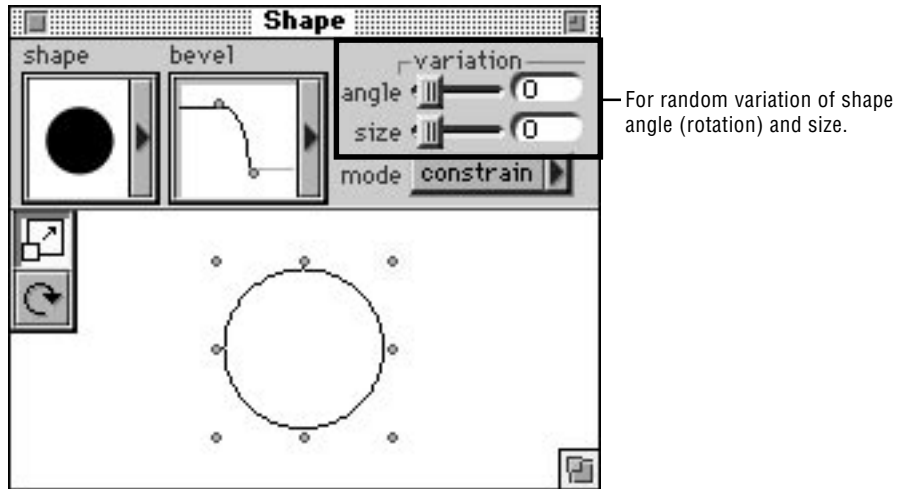 Shape
shape
bevel
variation
angle 0
size 0
mode constrain
For random variation of shape
angle (rotation) and size.